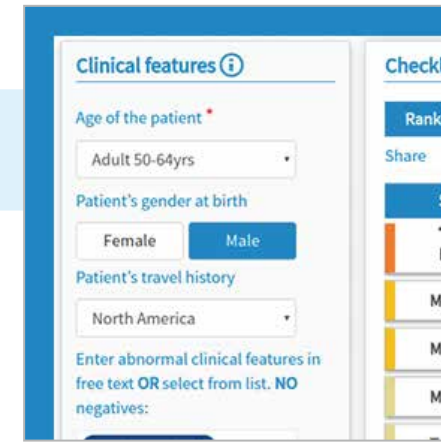 Clinical features i
Age of the patient *
Adult 50-64yrs
Patient's gender at birth
Female Male
Patient's travel history
North America
Enter abnormal clinical features in
free text OR select from list. NO
negatives:
Rank
Share
M
M
M